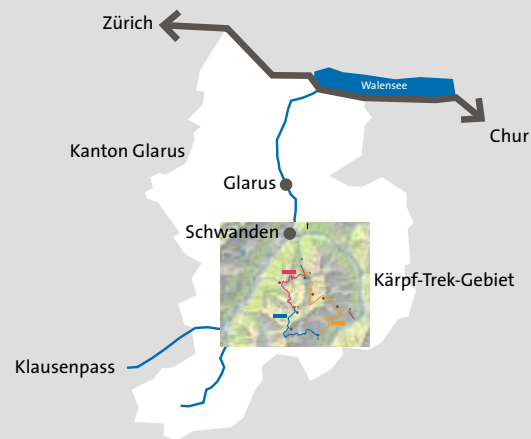 Zürich
Walensee
Chur
Kanton Glarus
Glarus
Schwanden
Kärpf-Trek-Gebiet
Klausenpass